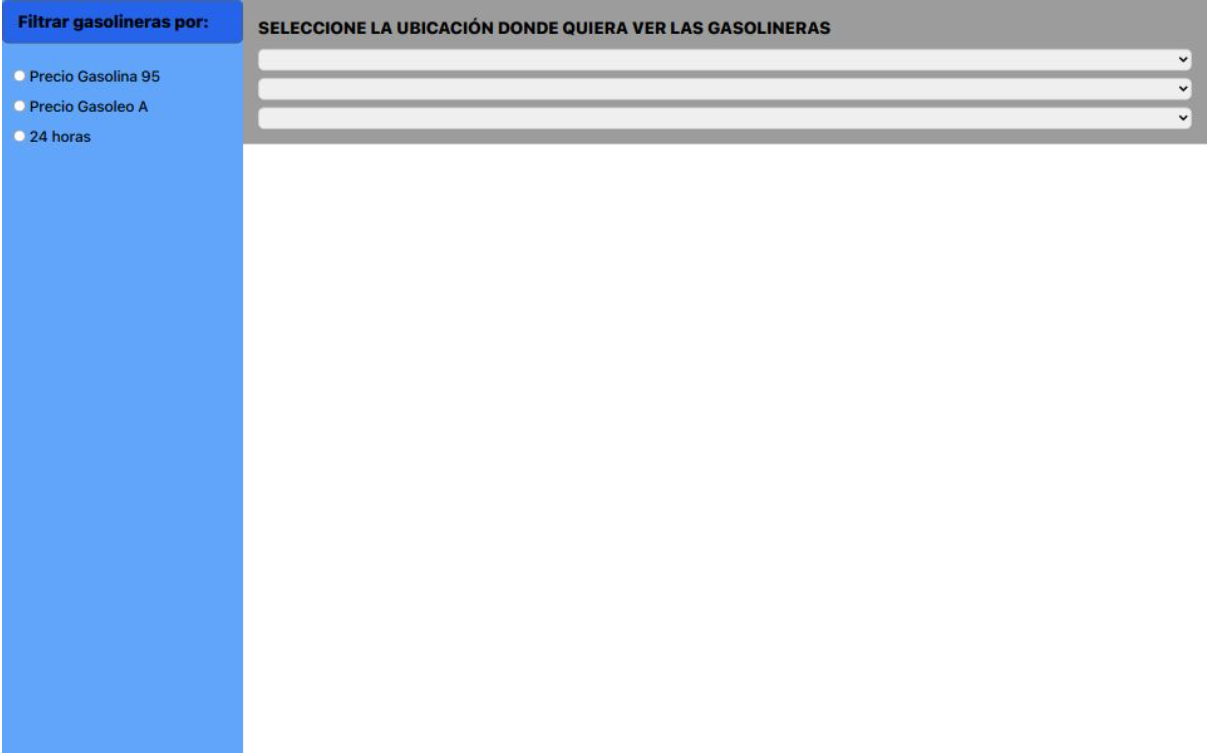 Filtrar gasolineras por:
Precio Gasolina 95
Precio Gasoleo A
24 horas
SELECCIONE LA UBICACIÓN DONDE QUIERA VER LAS GASOLINERAS